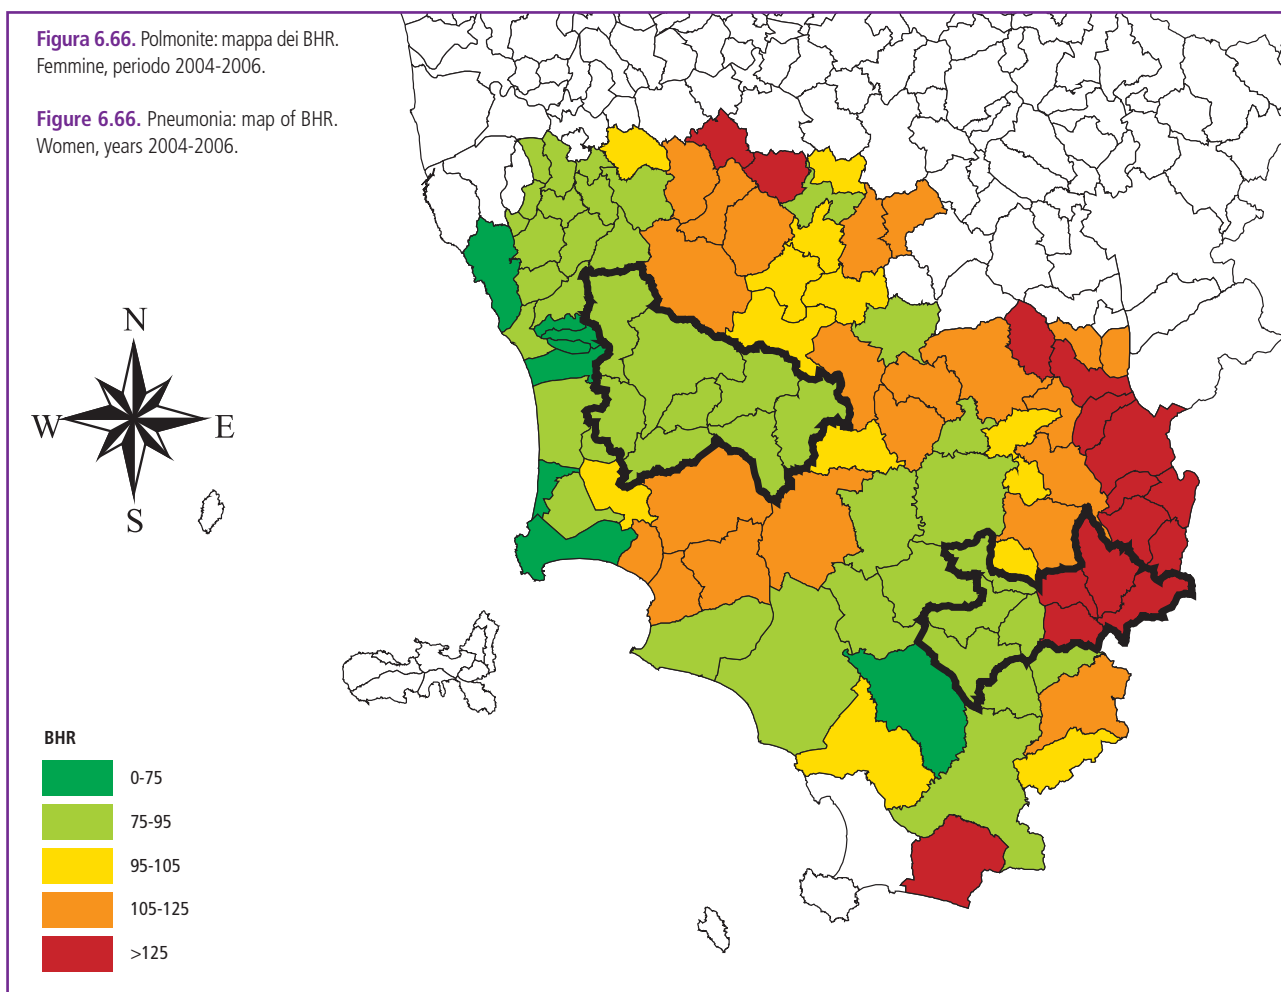 Figura 6.66. Polmonite: mappa dei BHR.
Femmine, periodo 2004-2006.
Figure 6.66. Pneumonia: map of BHR.
Women, years 2004-2006.
N
W
E
S
BHR
0-75
75-95
95-105
105-125
>125